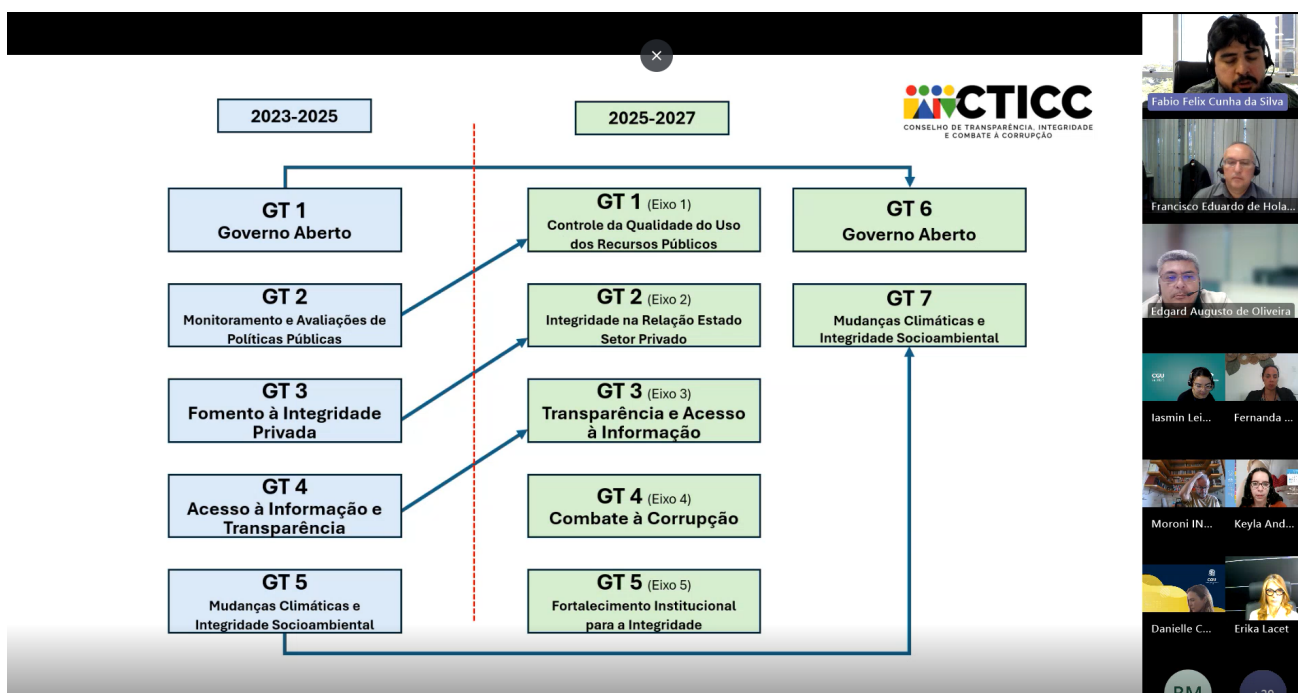 2023-2025
2025-2027
CTICC
CONSELHO DE TRANSPARÊNCIA, INTEGRIDADE
E COMBATE À CORRUPÇÃO
GT 1
Governo Aberto
GT 2
Monitoramento e Avaliações de
Políticas Públicas
GT 3
Fomento à Integridade
Privada
GT 4
Acesso à Informação e
Transparência
GT 5
Mudanças Climáticas e
Integridade Socioambiental
GT 1 (Eixo 1)
Controle da Qualidade do Uso
dos Recursos Públicos
GT 2 (Eixo 2)
Integridade na Relação Estado
Setor Privado
GT 3 (Eixo 3)
Transparência e Acesso
à Informação
GT 4 (Eixo 4)
Combate à Corrupção
GT 5 (Eixo 5)
Fortalecimento Institucional
para a Integridade
GT 6
Governo Aberto
GT 7
Mudanças Climáticas e
Integridade Socioambiental
Fabio Felix Cunha da Silva
Francisco Eduardo de Hola...
Edgard Augusto de Oliveira
CGU
Iasmin Lei...
Fernanda ...
Moroni IN...
Keyla And...
CGU
Danielle C...
Erika Lacet